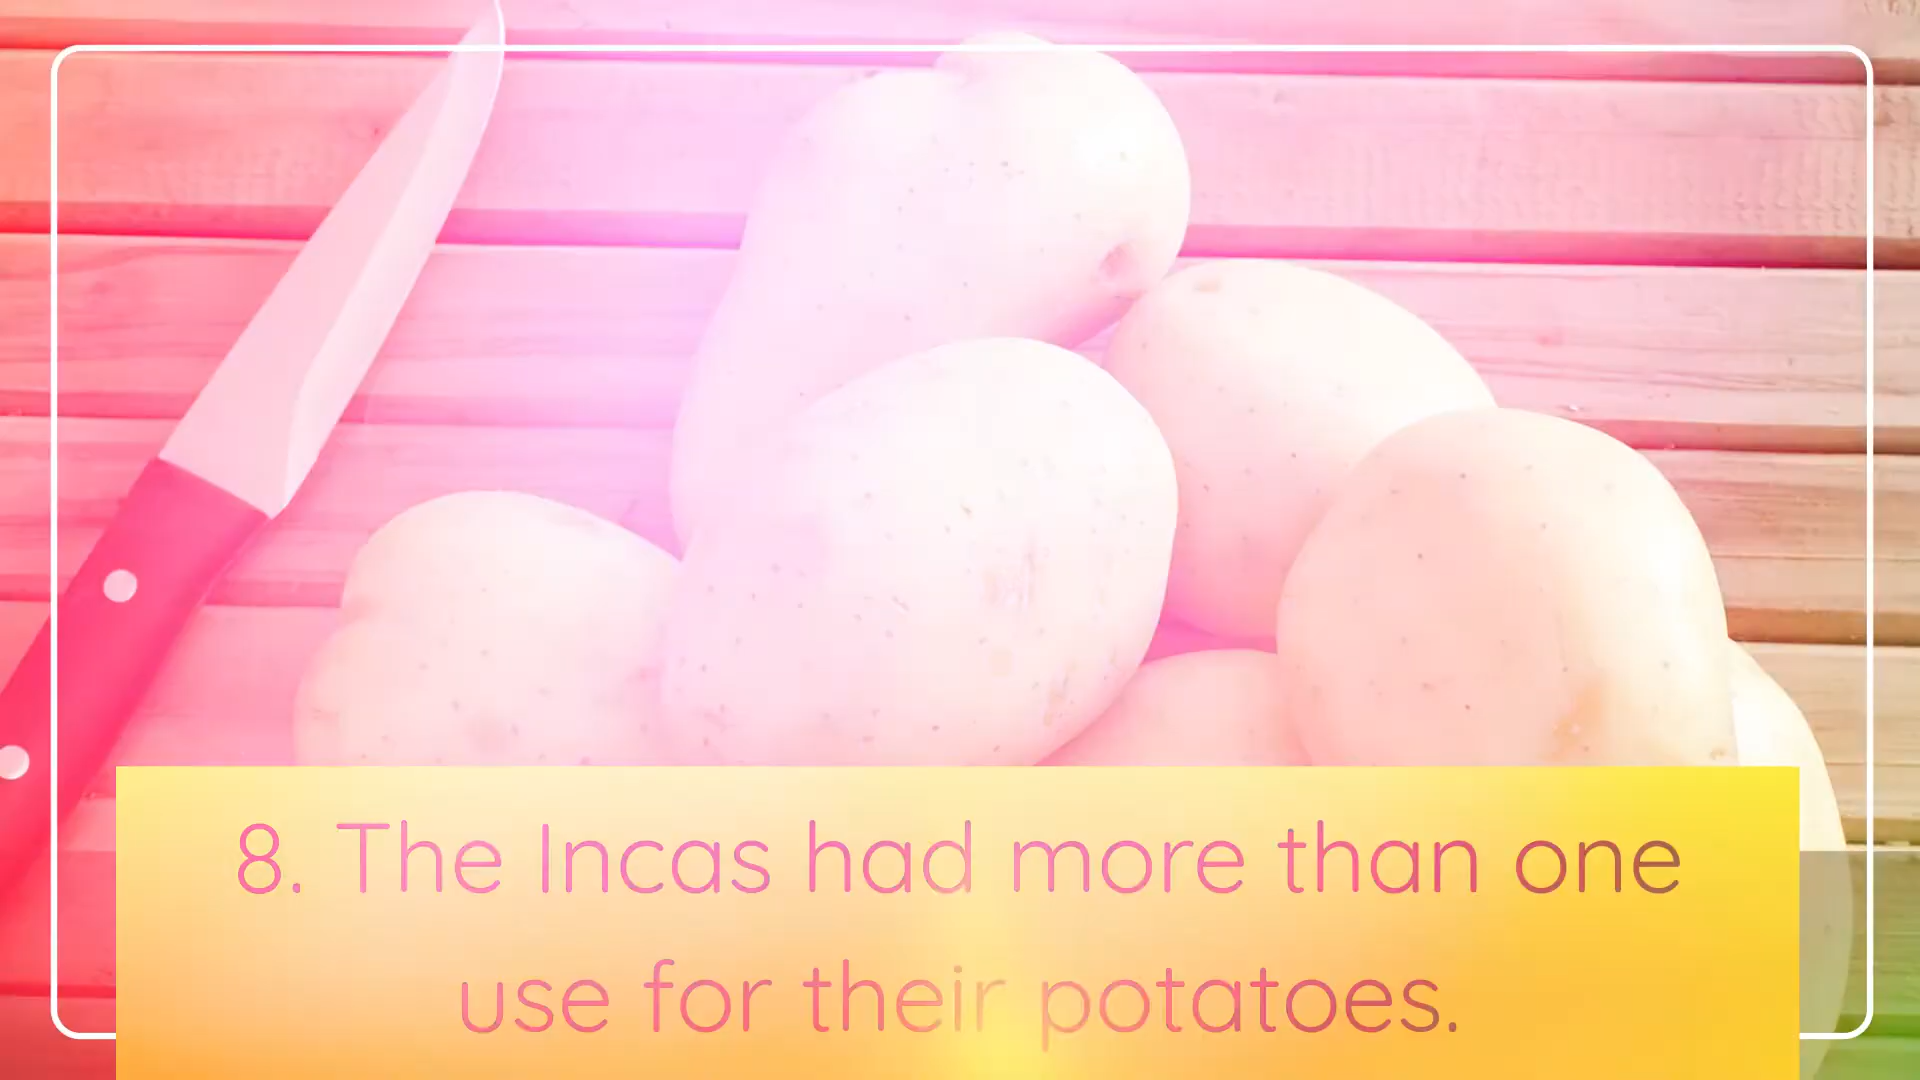 8. The Incas had more than one
use for their potatoes.